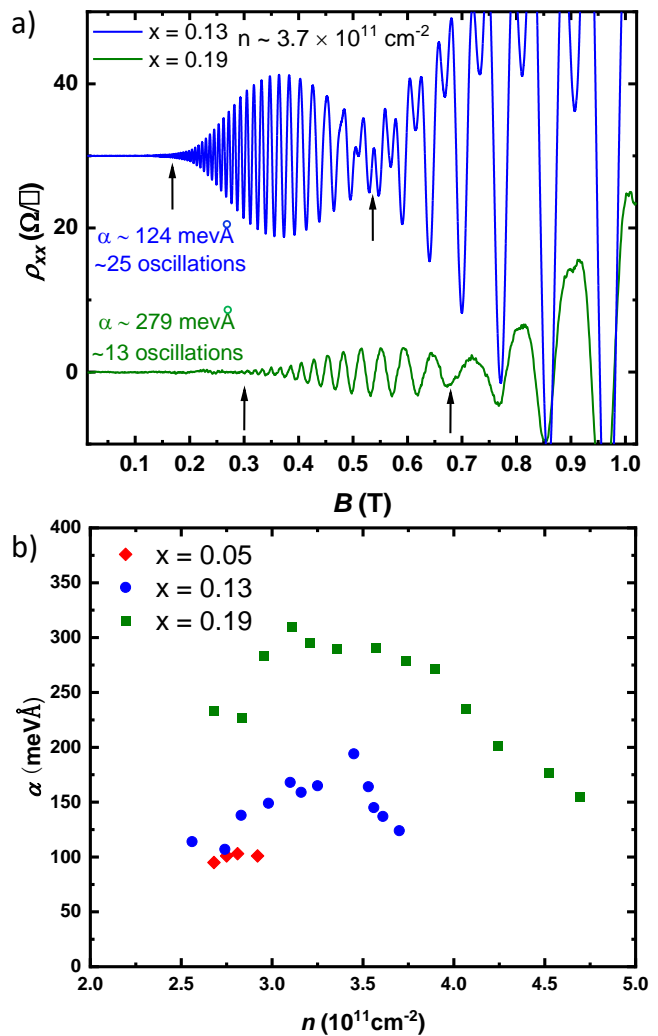 a)
x = 0.13 n ~ 3.7 × 10¹¹ cm⁻²
x = 0.19
40
20
0
ρxx (Ω/□)
α ~ 124 mevÅ
~25 oscillations
α ~ 279 mevÅ
~13 oscillations
0.1 0.2 0.3 0.4 0.5 0.6 0.7 0.8 0.9 1.0
B (T)
b)
400
350
300
250
200
150
100
50
0
α (meVÅ)
x = 0.05
x = 0.13
x = 0.19
2.0 2.5 3.0 3.5 4.0 4.5 5.0
n (10¹¹cm⁻²)